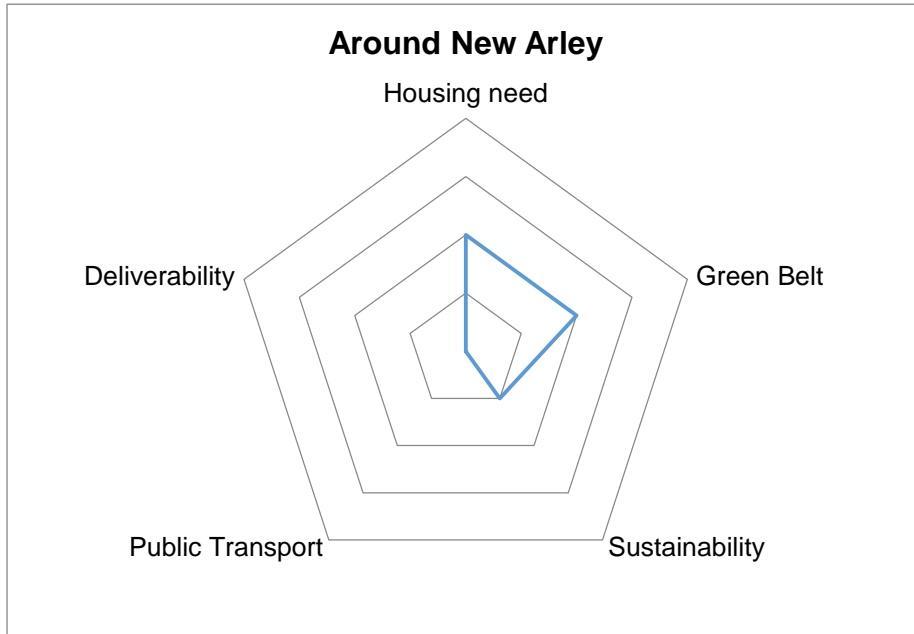 Around New Arley
Housing need
Deliverability
Green Belt
Public Transport
Sustainability